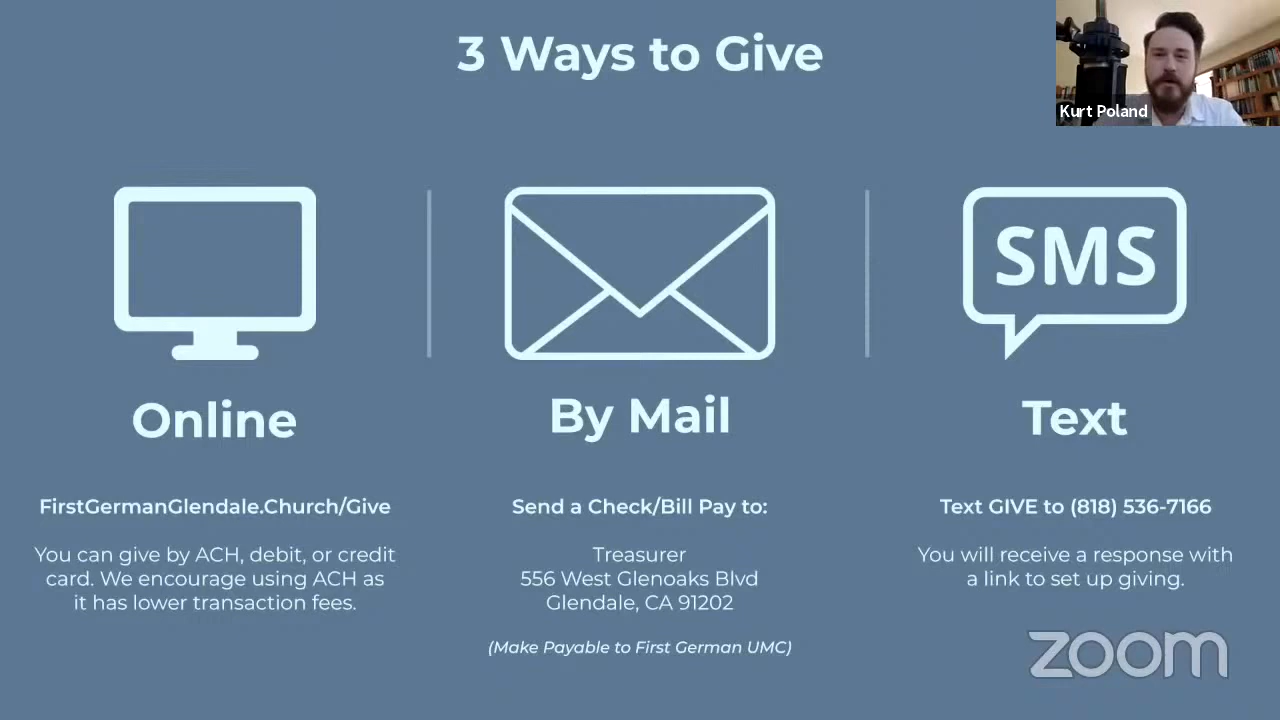 3 Ways to Give
Kurt Poland
SMS
Online
FirstGermanGlendale.Church/Give
You can give by ACH, debit, or credit
card. We encourage using ACH as
it has lower transaction fees.
By Mail
Send a Check/Bill Pay to:
Treasurer
556 West Glenoaks Blvd
Glendale, CA 91202
(Make Payable to First German UMC)
Text
Text GIVE to (818) 536-7166
You will receive a response with
a link to set up giving.
zoom